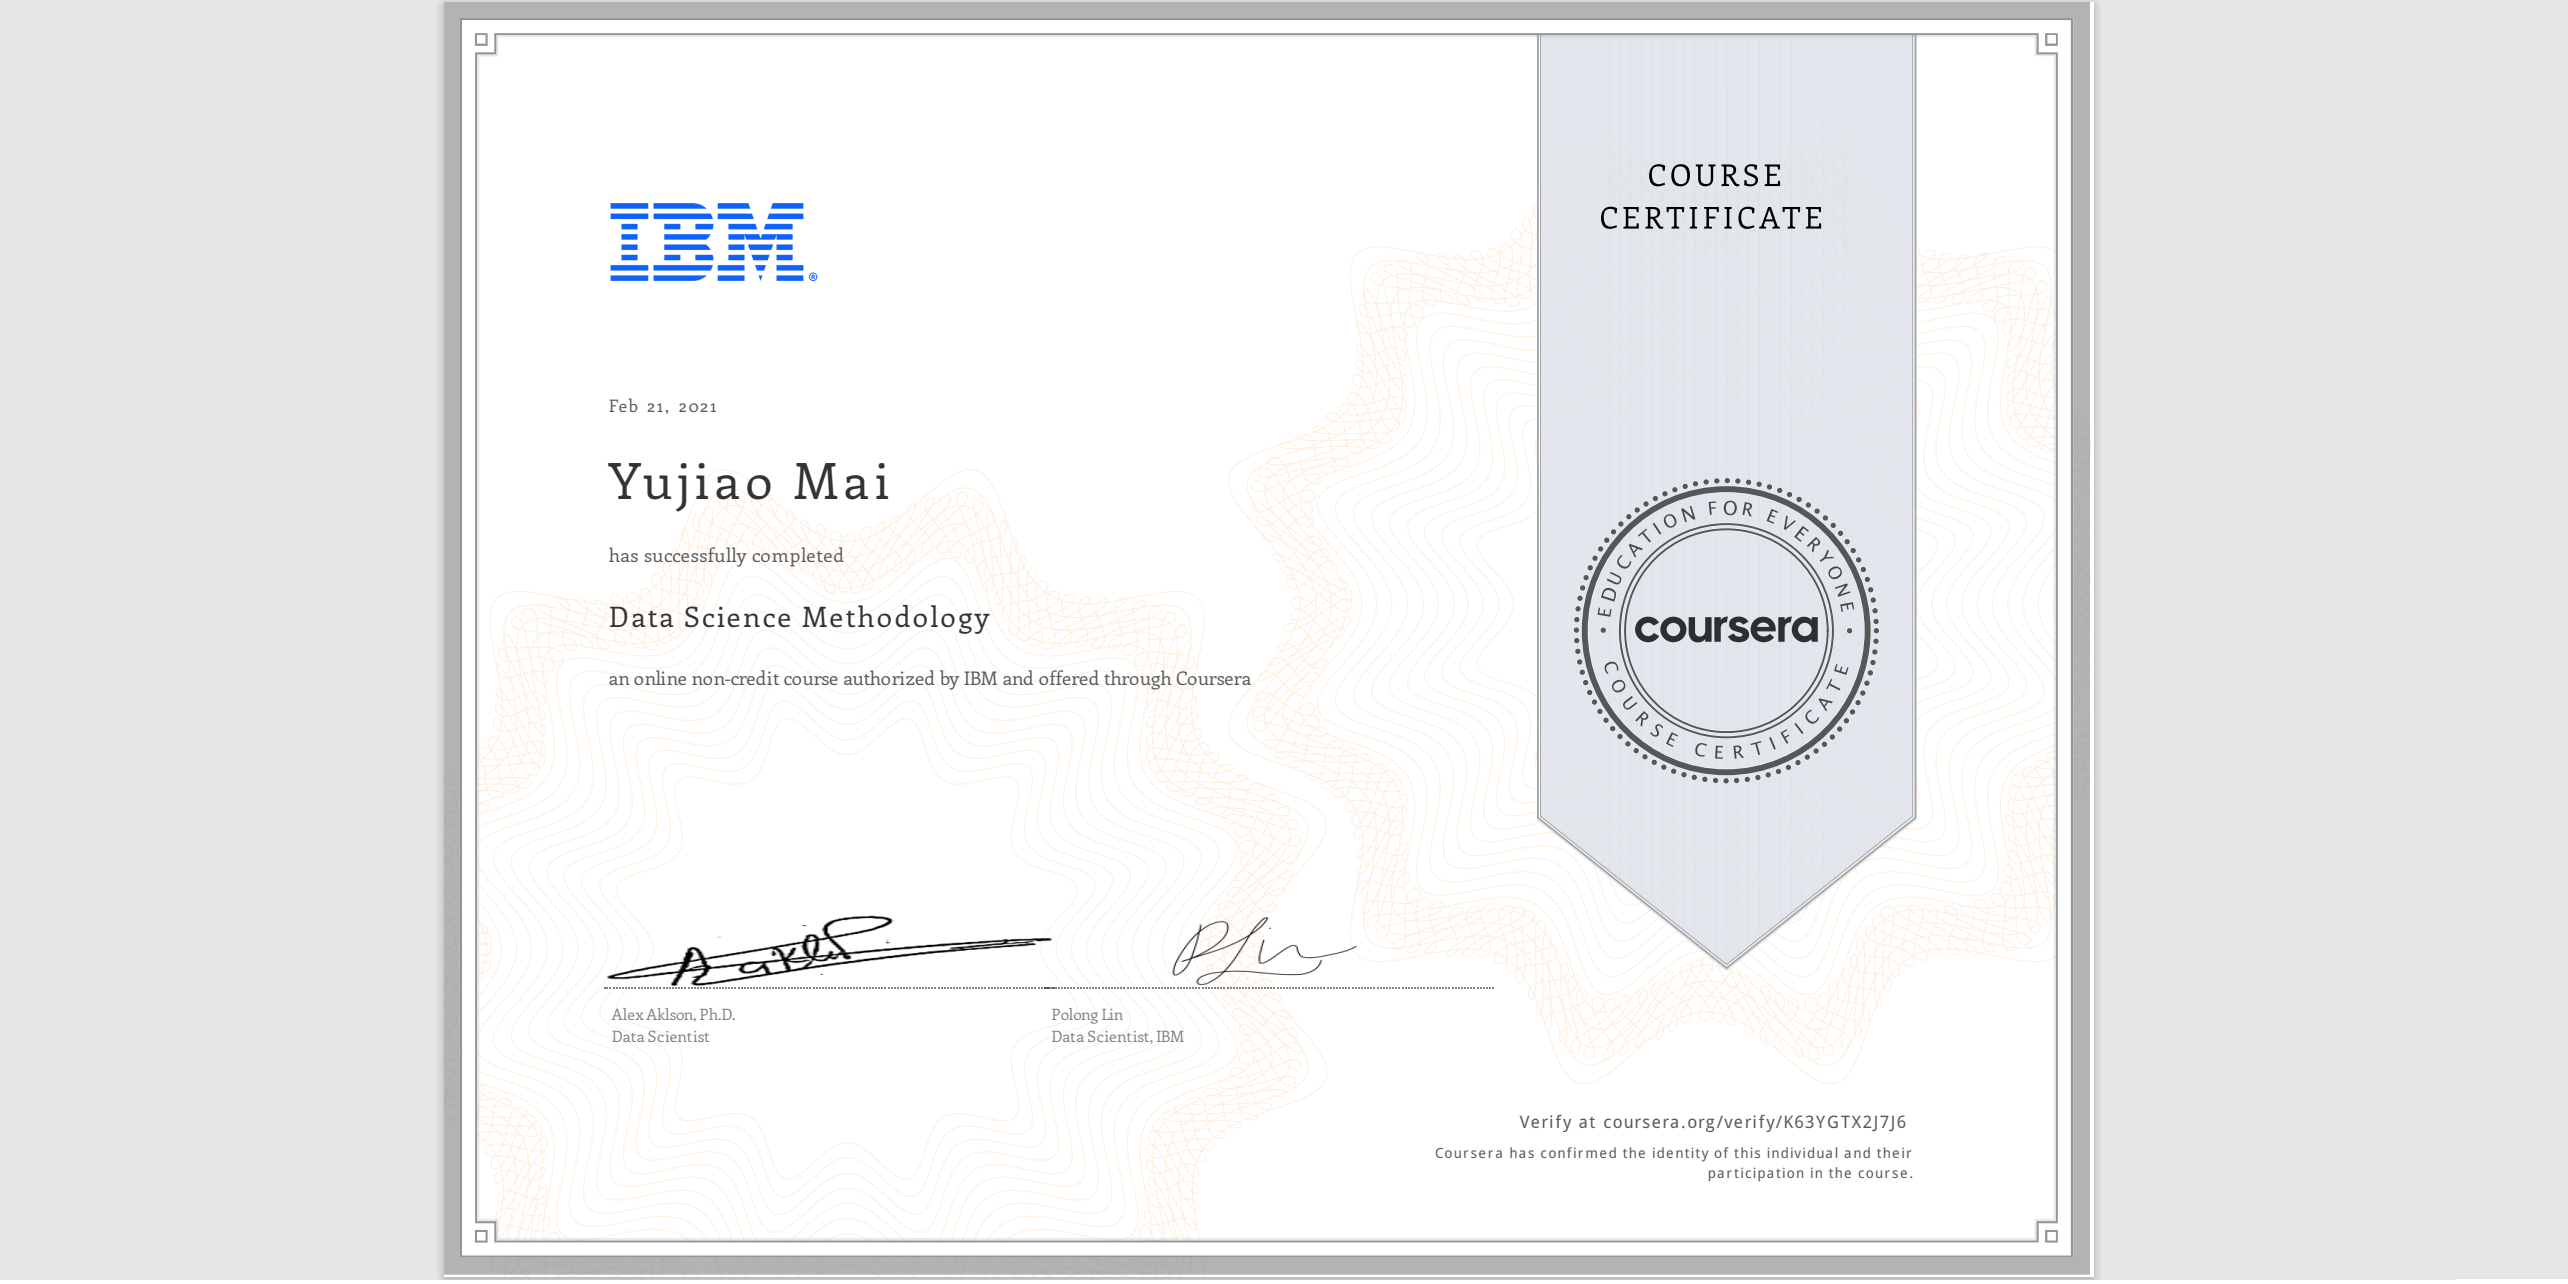 IBM®
COURSE
CERTIFICATE
Feb 21, 2021
Yujiao Mai
has successfully completed
Data Science Methodology
an online non-credit course authorized by IBM and offered through Coursera
EDUCATION FOR EVERYONE
coursera
COURSE CERTIFICATE
Alex Aklson, Ph.D.
Data Scientist
P Lin
Polong Lin
Data Scientist, IBM
Verify at coursera.org/verify/K63YGTX2J7J6
Coursera has confirmed the identity of this individual and their
participation in the course.